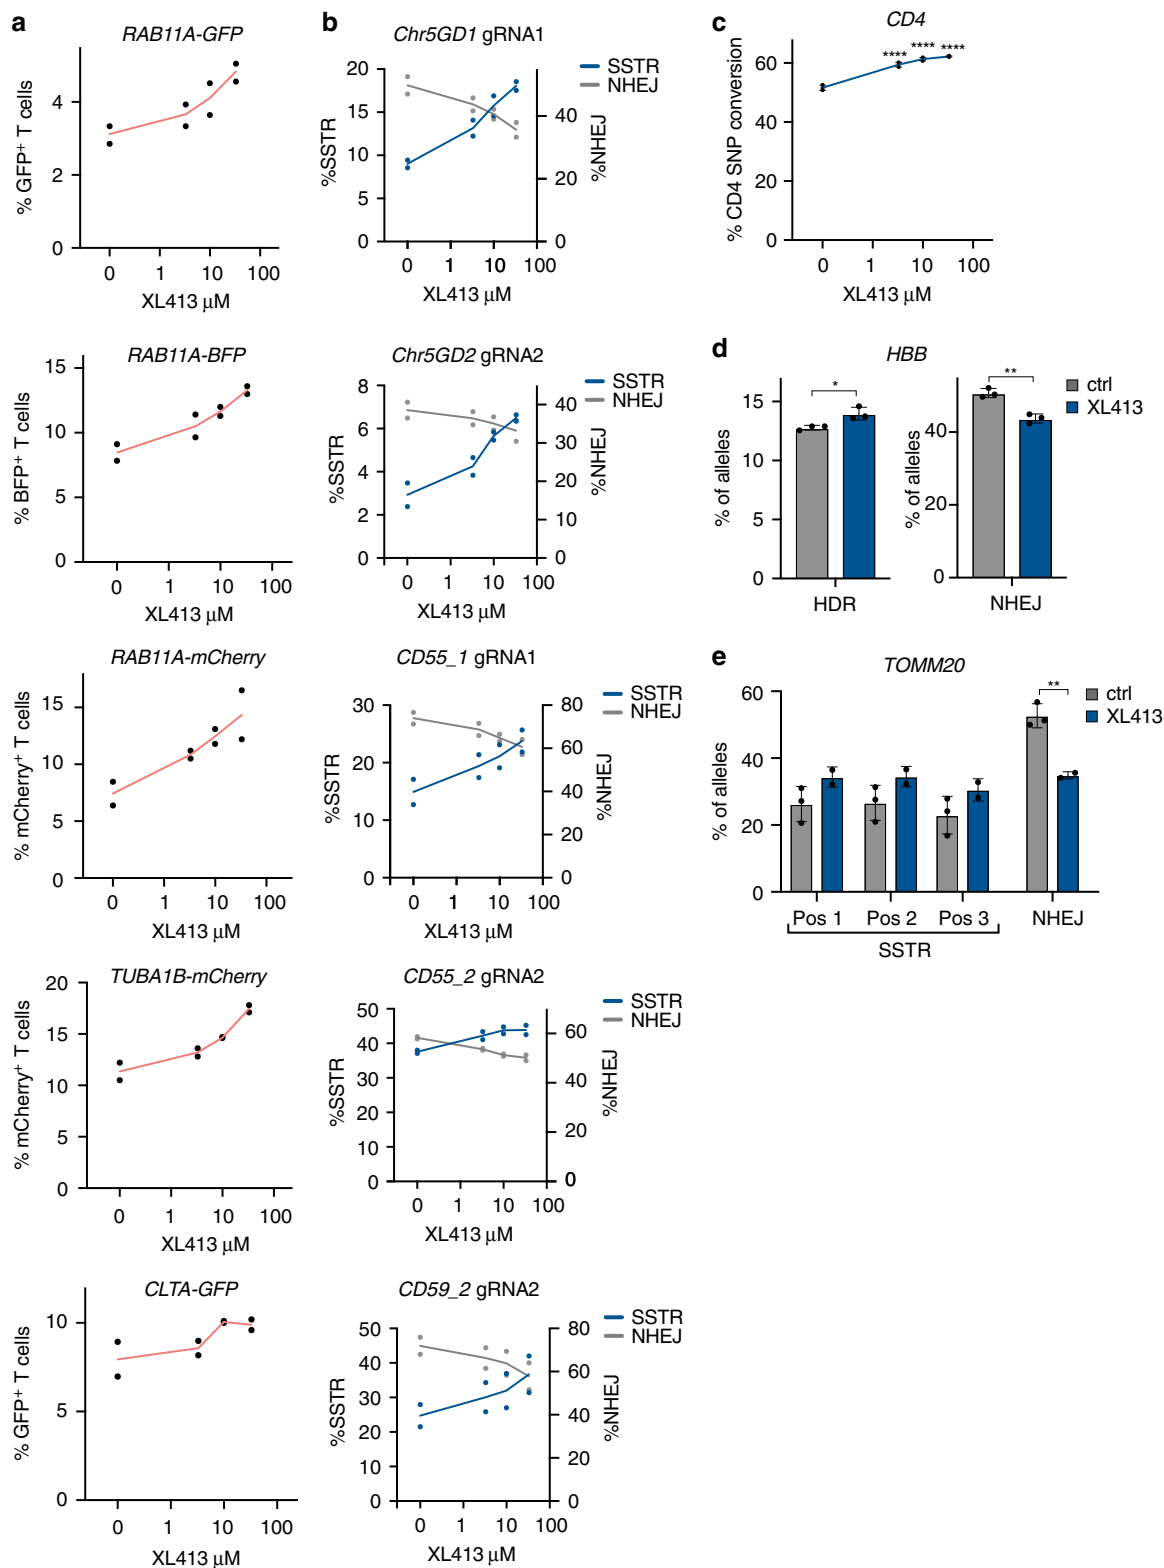 a
RAB11A-GFP
% GFP+ T cells
4
2
0
0 1 10 100
XL413 μM
RAB11A-BFP
% BFP+ T cells
15
10
5
0
0 1 10 100
XL413 μM
RAB11A-mCherry
% mCherry+ T cells
15
10
5
0
0 1 10 100
XL413 μM
TUBA1B-mCherry
% mCherry+ T cells
20
15
10
5
0
0 1 10 100
XL413 μM
CLTA-GFP
% GFP+ T cells
10
5
0
0 1 10 100
XL413 μM
b
Chr5GD1 gRNA1
SSTR
NHEJ
%SSTR
20
15
10
5
0
%NHEJ
40
20
0
0 1 10 100
XL413 μM
Chr5GD2 gRNA2
SSTR
NHEJ
%SSTR
8
6
4
2
0
%NHEJ
40
30
20
10
0
0 1 10 100
XL413 μM
CD55_1 gRNA1
SSTR
NHEJ
%SSTR
30
20
10
0
%NHEJ
80
60
40
20
0
0 1 10 100
XL413 μM
CD55_2 gRNA2
SSTR
NHEJ
%SSTR
50
40
30
20
10
0
%NHEJ
60
40
20
0
0 1 10 100
XL413 μM
CD59_2 gRNA2
SSTR
NHEJ
%SSTR
50
40
30
20
10
0
%NHEJ
80
60
40
20
0
0 1 10 100
XL413 μM
c
CD4
% CD4 SNP conversion
60
40
20
0
**** **** ****
0 1 10 100
XL413 μM
d
HBB
% of alleles
15
10
5
0
*
HDR
% of alleles
40
20
0
**
NHEJ
ctrl
XL413
e
TOMM20
% of alleles
60
40
20
0
**
ctrl
XL413
Pos 1 Pos 2 Pos 3 NHEJ
SSTR